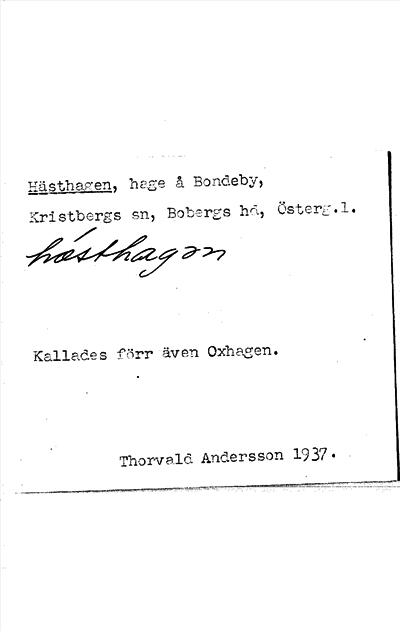 Hästhagen, hage å Bondeby,
Kristbergs sn, Bobergs hd, Österg.l.
hästhagən
Kallades förr även Oxhagen.
Thorvald Andersson 1937.